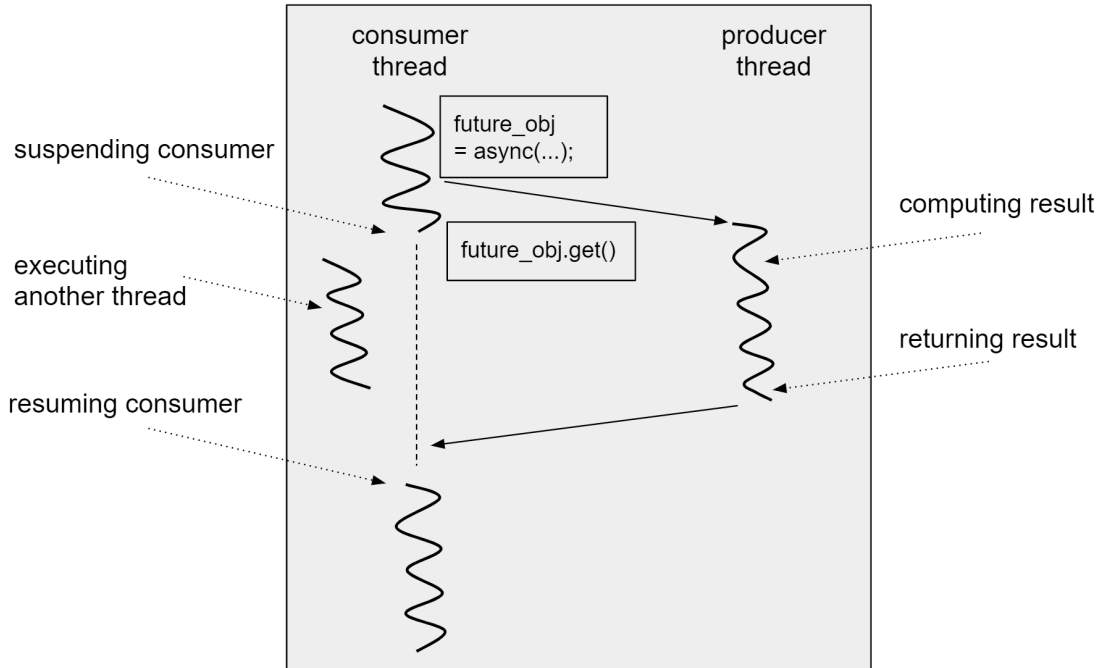 consumer
thread
producer
thread
future_obj
= async(...);
suspending consumer
computing result
future_obj.get()
executing
another thread
returning result
resuming consumer